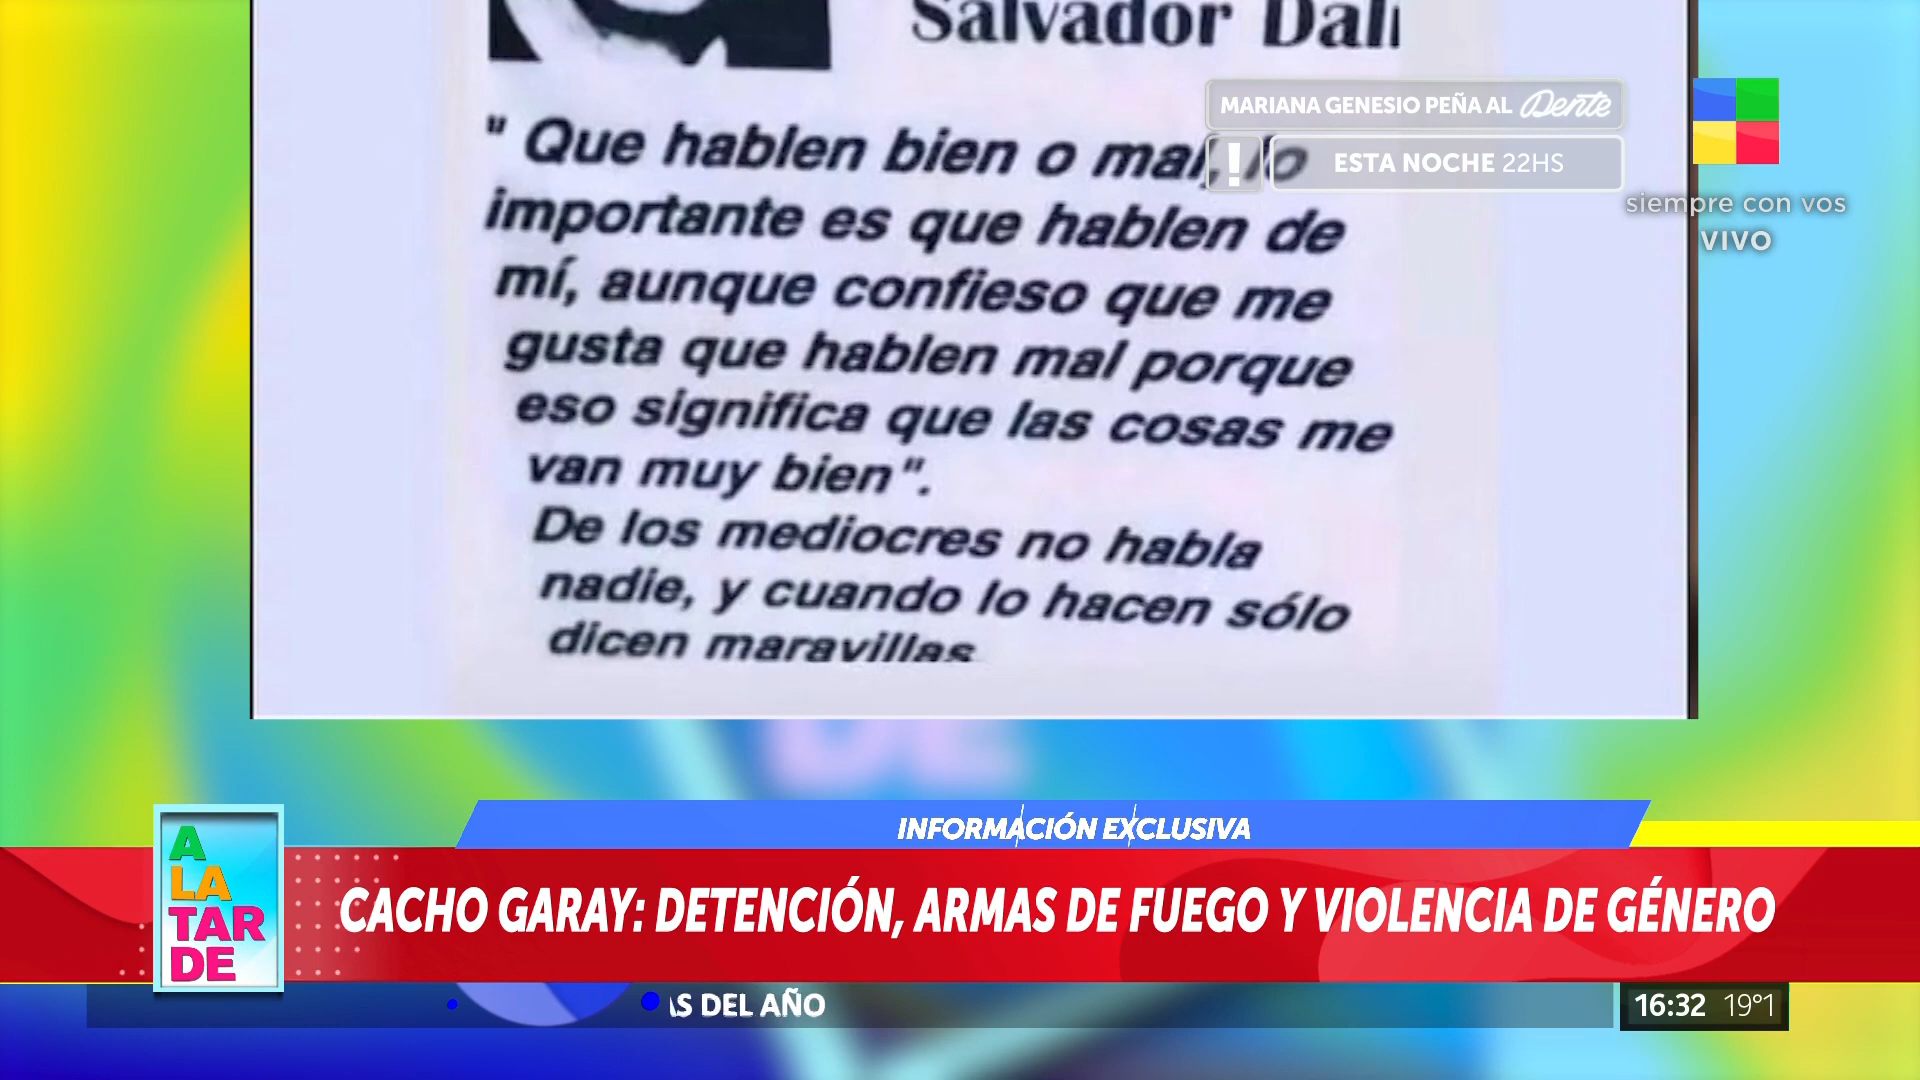 Salvador Dalí
" Que hablen bien o mal, lo
importante es que hablen de
mí, aunque confieso que me
gusta que hablen mal porque
eso significa que las cosas me
van muy bien".
De los mediocres no habla
nadie, y cuando lo hacen sólo
dicen maravillas
MARIANA GENESIO PEÑA AL Dente
! ESTA NOCHE 22HS
siempre con vos
VIVO
INFORMACIÓN EXCLUSIVA
A
LA
TAR
DE
CACHO GARAY: DETENCIÓN, ARMAS DE FUEGO Y VIOLENCIA DE GÉNERO
AS DEL AÑO
16:32 19°1
DE